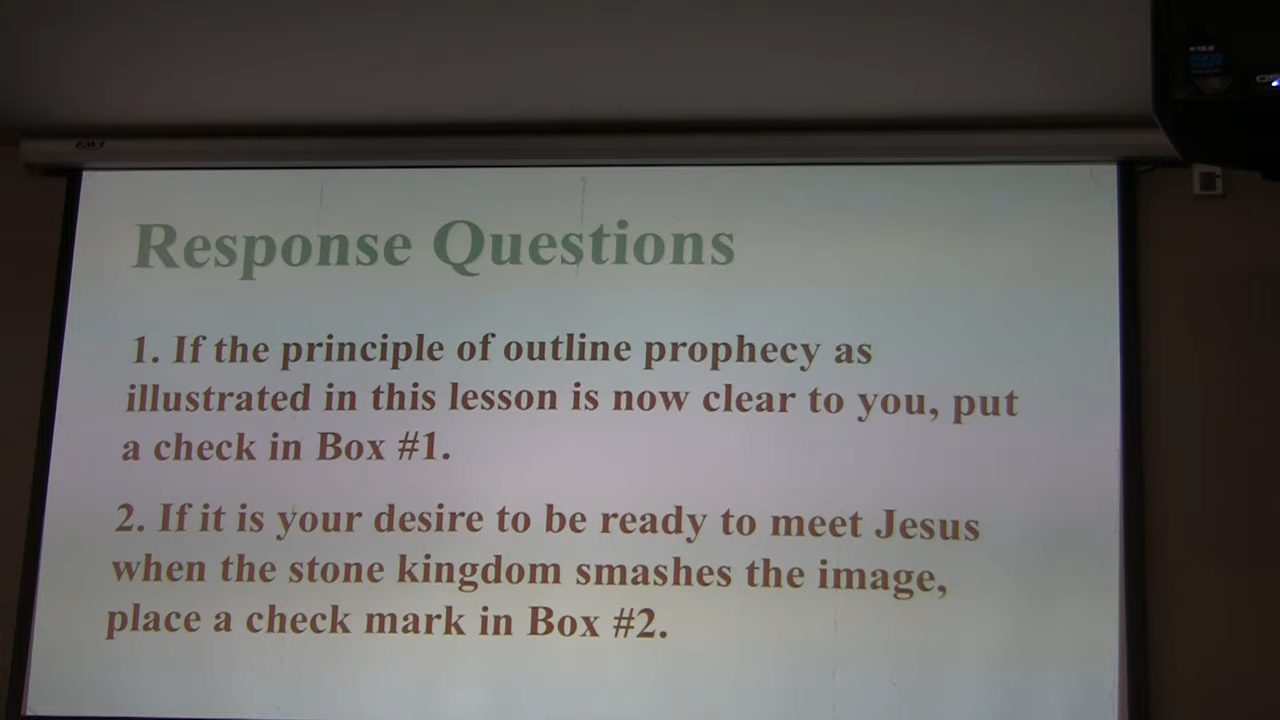 Response Questions
1. If the principle of outline prophecy as
illustrated in this lesson is now clear to you, put
a check in Box #1.
2. If it is your desire to be ready to meet Jesus
when the stone kingdom smashes the image,
place a check mark in Box #2.